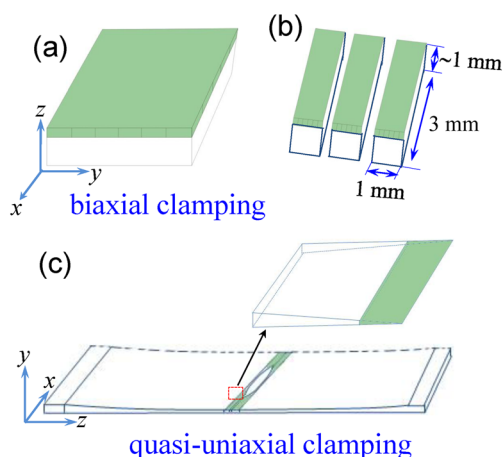 (a)
z
y
x
biaxial clamping
(b)
~1 mm
3 mm
1 mm
(c)
y
x
z
quasi-uniaxial clamping